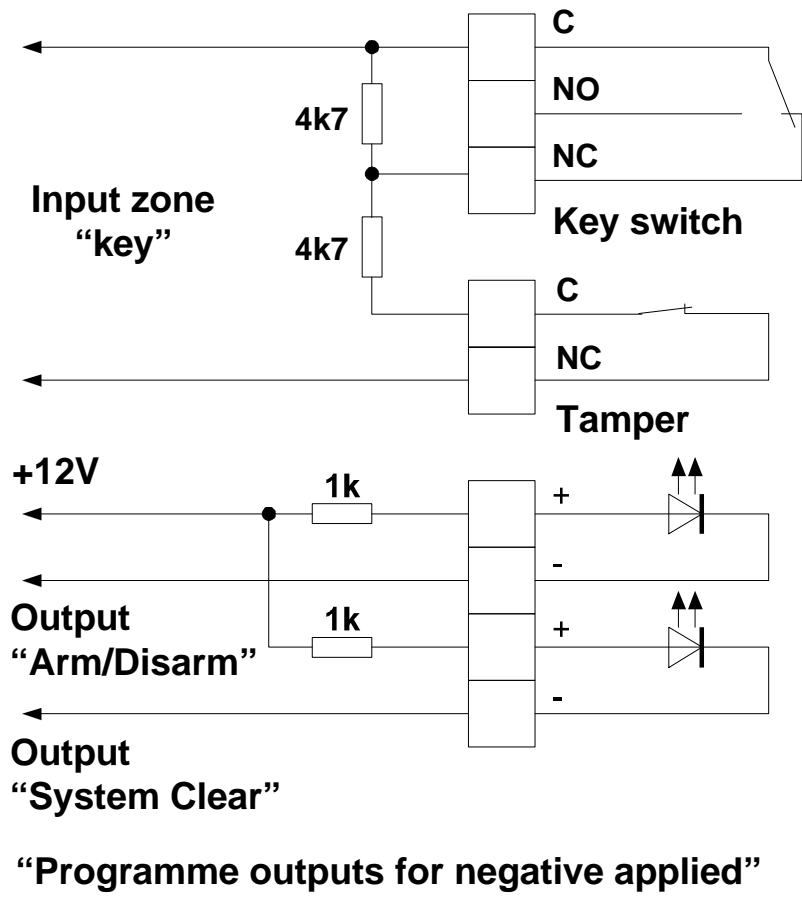 C
NO
4k7
NC
Input zone
“key”
Key switch
4k7
C
NC
Tamper
+12V
1k
+
-
Output
“Arm/Disarm”
1k
+
-
Output
“System Clear”
“Programme outputs for negative applied”